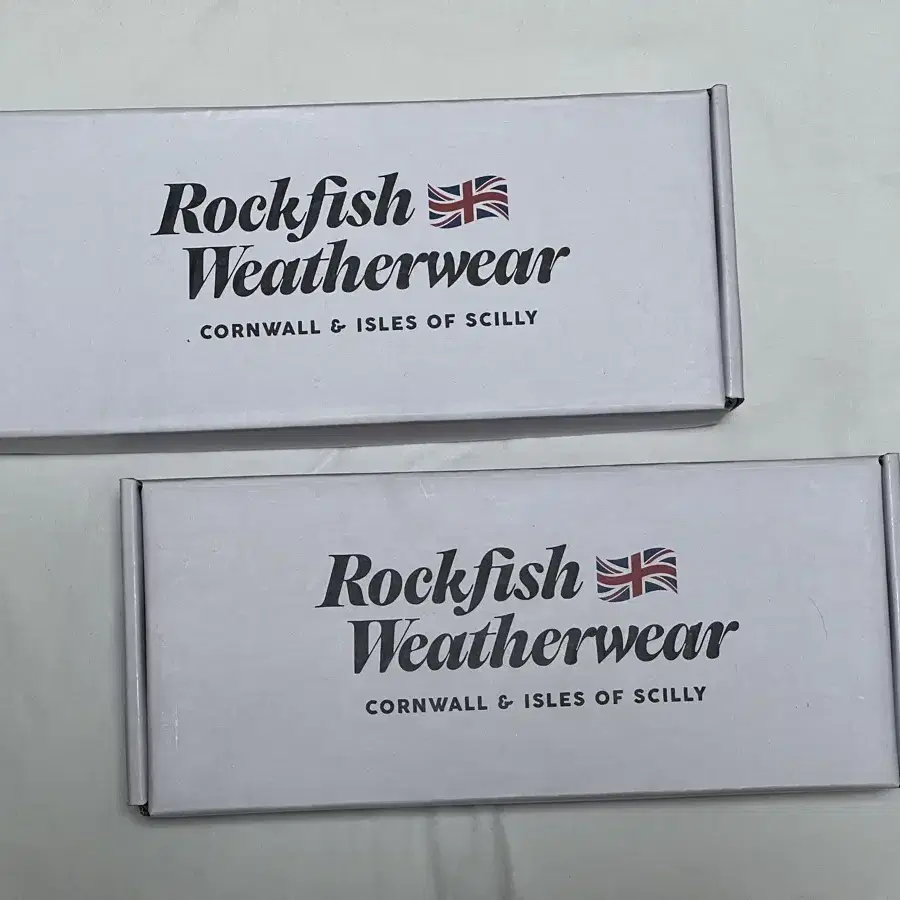 Rockfish
Weatherwear
CORNWALL & ISLES OF SCILLY
Rockfish
Weatherwear
CORNWALL & ISLES OF SCILLY